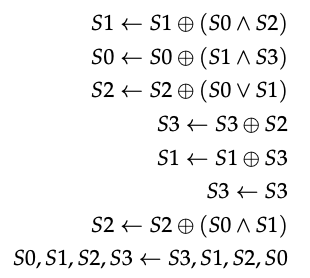 S1 ← S1 ⊕ (S0 ∧ S2)
S0 ← S0 ⊕ (S1 ∧ S3)
S2 ← S2 ⊕ (S0 ∨ S1)
S3 ← S3 ⊕ S2
S1 ← S1 ⊕ S3
S3 ← S3
S2 ← S2 ⊕ (S0 ∧ S1)
S0, S1, S2, S3 ← S3, S1, S2, S0